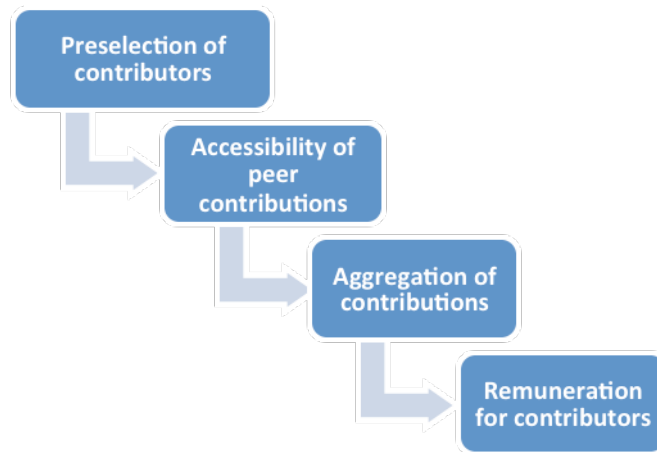 Preselection of
contributors
Accessibility of
peer
contributions
Aggregation of
contributions
Remuneration
for contributors